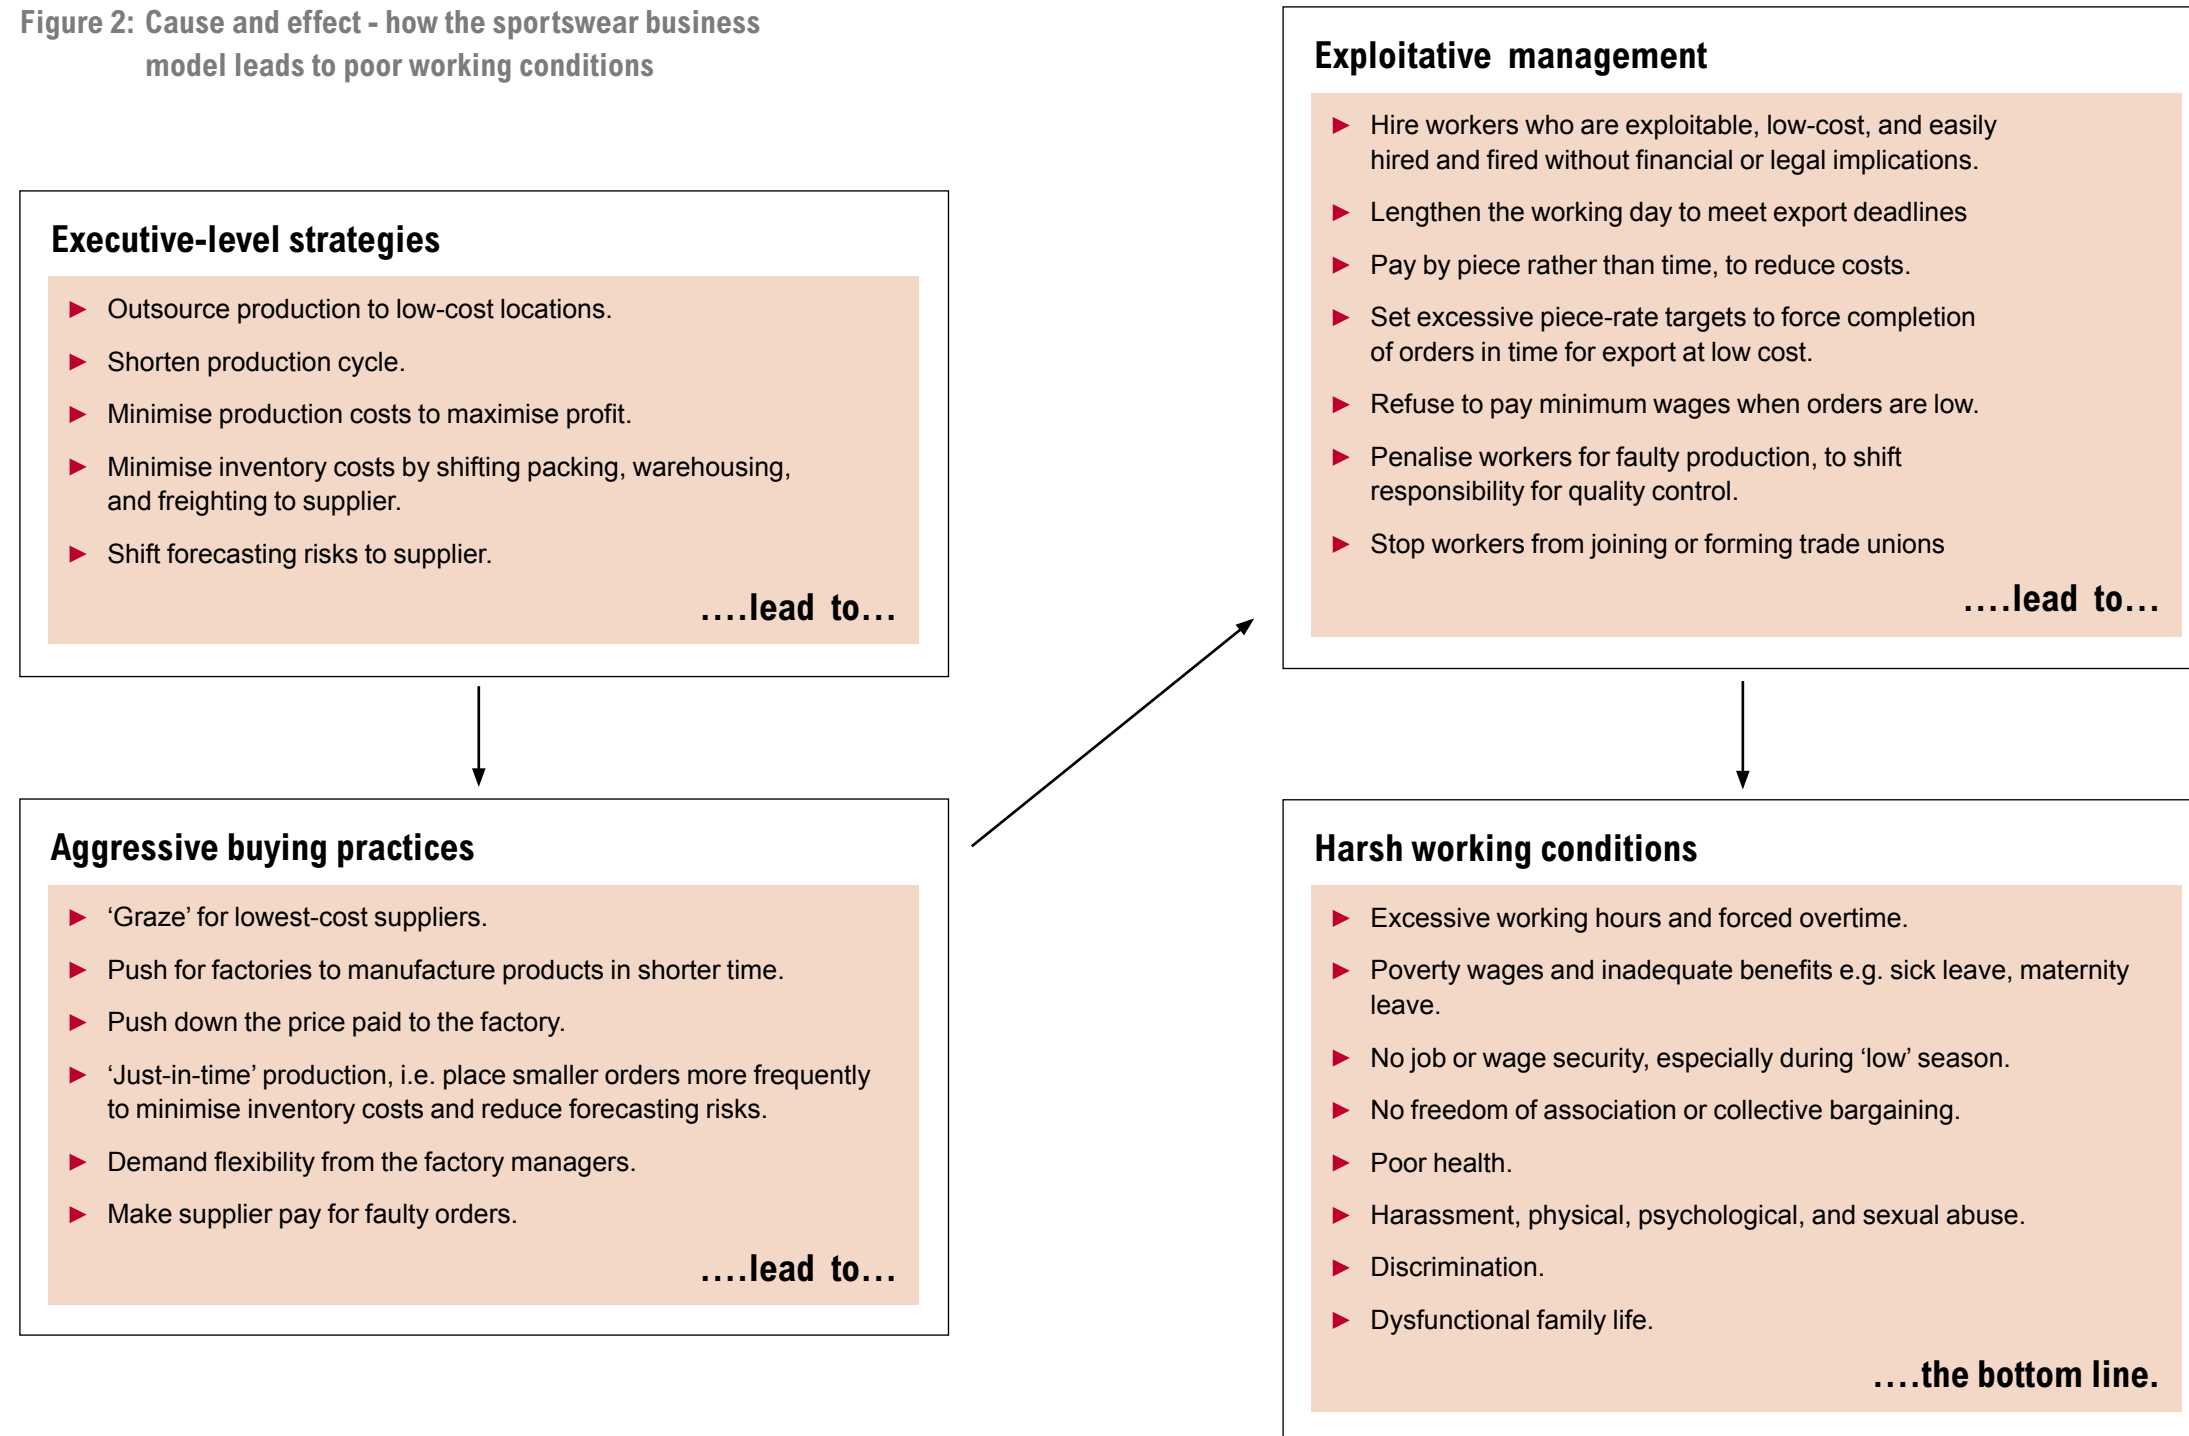 Figure 2: Cause and effect - how the sportswear business
model leads to poor working conditions
Executive-level strategies
► Outsource production to low-cost locations.
► Shorten production cycle.
► Minimise production costs to maximise profit.
► Minimise inventory costs by shifting packing, warehousing,
and freighting to supplier.
► Shift forecasting risks to supplier.
....lead to...
Aggressive buying practices
► ‘Graze’ for lowest-cost suppliers.
► Push for factories to manufacture products in shorter time.
► Push down the price paid to the factory.
► ‘Just-in-time’ production, i.e. place smaller orders more frequently
to minimise inventory costs and reduce forecasting risks.
► Demand flexibility from the factory managers.
► Make supplier pay for faulty orders.
....lead to...
Exploitative management
► Hire workers who are exploitable, low-cost, and easily
hired and fired without financial or legal implications.
► Lengthen the working day to meet export deadlines
► Pay by piece rather than time, to reduce costs.
► Set excessive piece-rate targets to force completion
of orders in time for export at low cost.
► Refuse to pay minimum wages when orders are low.
► Penalise workers for faulty production, to shift
responsibility for quality control.
► Stop workers from joining or forming trade unions
....lead to...
Harsh working conditions
► Excessive working hours and forced overtime.
► Poverty wages and inadequate benefits e.g. sick leave, maternity
leave.
► No job or wage security, especially during ‘low’ season.
► No freedom of association or collective bargaining.
► Poor health.
► Harassment, physical, psychological, and sexual abuse.
► Discrimination.
► Dysfunctional family life.
....the bottom line.